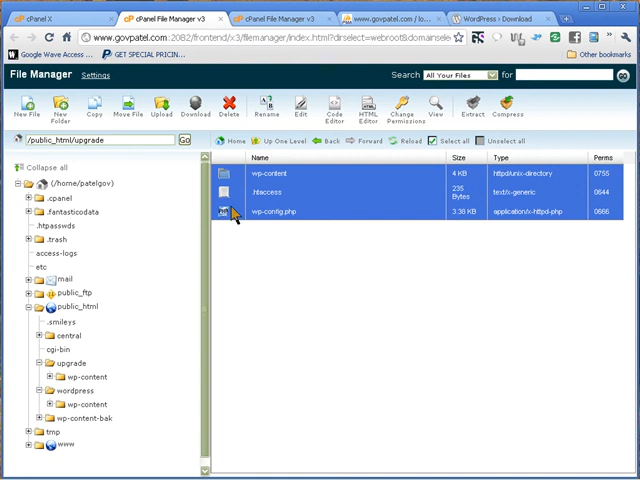 cPanel X
cPanel File Manager v3
cPanel File Manager v3
www.govpatel.com / lo...
WordPress › Download
www.govpatel.com:2082/frontend/x3/filemanager/index.html?dirselect=webroot&domainsele
Google Wave Access ...
GET SPECIAL PRICIN...
Other bookmarks
File Manager
Settings
Search
All Your Files
for
GO
New File
New Folder
Copy
Move File
Upload
Download
Delete
Rename
Edit
Code Editor
HTML Editor
Change Permissions
View
Extract
Compress
/public_html/upgrade
Go
Home
Up One Level
Back
Forward
Reload
Select all
Unselect all
Collapse all
(/home/patelgov)
.cpanel
.fantasticodata
.htpasswds
.trash
access-logs
etc
mail
public_ftp
public_html
.smileys
central
cgi-bin
upgrade
wp-content
wordpress
wp-content
wp-content-bak
tmp
www
Name Size Type Perms
wp-content 4 KB httpd/unix-directory 0755
.htaccess 235 Bytes text/x-generic 0644
wp-config.php 3.38 KB application/x-httpd-php 0666